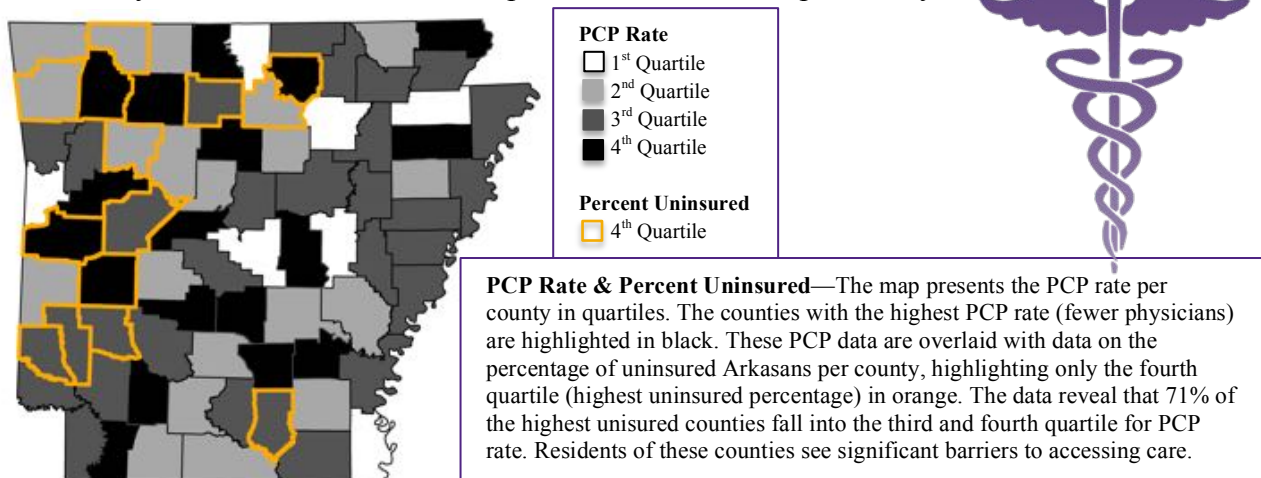 PCP Rate
1st Quartile
2nd Quartile
3rd Quartile
4th Quartile
Percent Uninsured
4th Quartile
PCP Rate & Percent Uninsured—The map presents the PCP rate per
county in quartiles. The counties with the highest PCP rate (fewer physicians)
are highlighted in black. These PCP data are overlaid with data on the
percentage of uninsured Arkasans per county, highlighting only the fourth
quartile (highest uninsured percentage) in orange. The data reveal that 71% of
the highest unisured counties fall into the third and fourth quartile for PCP
rate. Residents of these counties see significant barriers to accessing care.